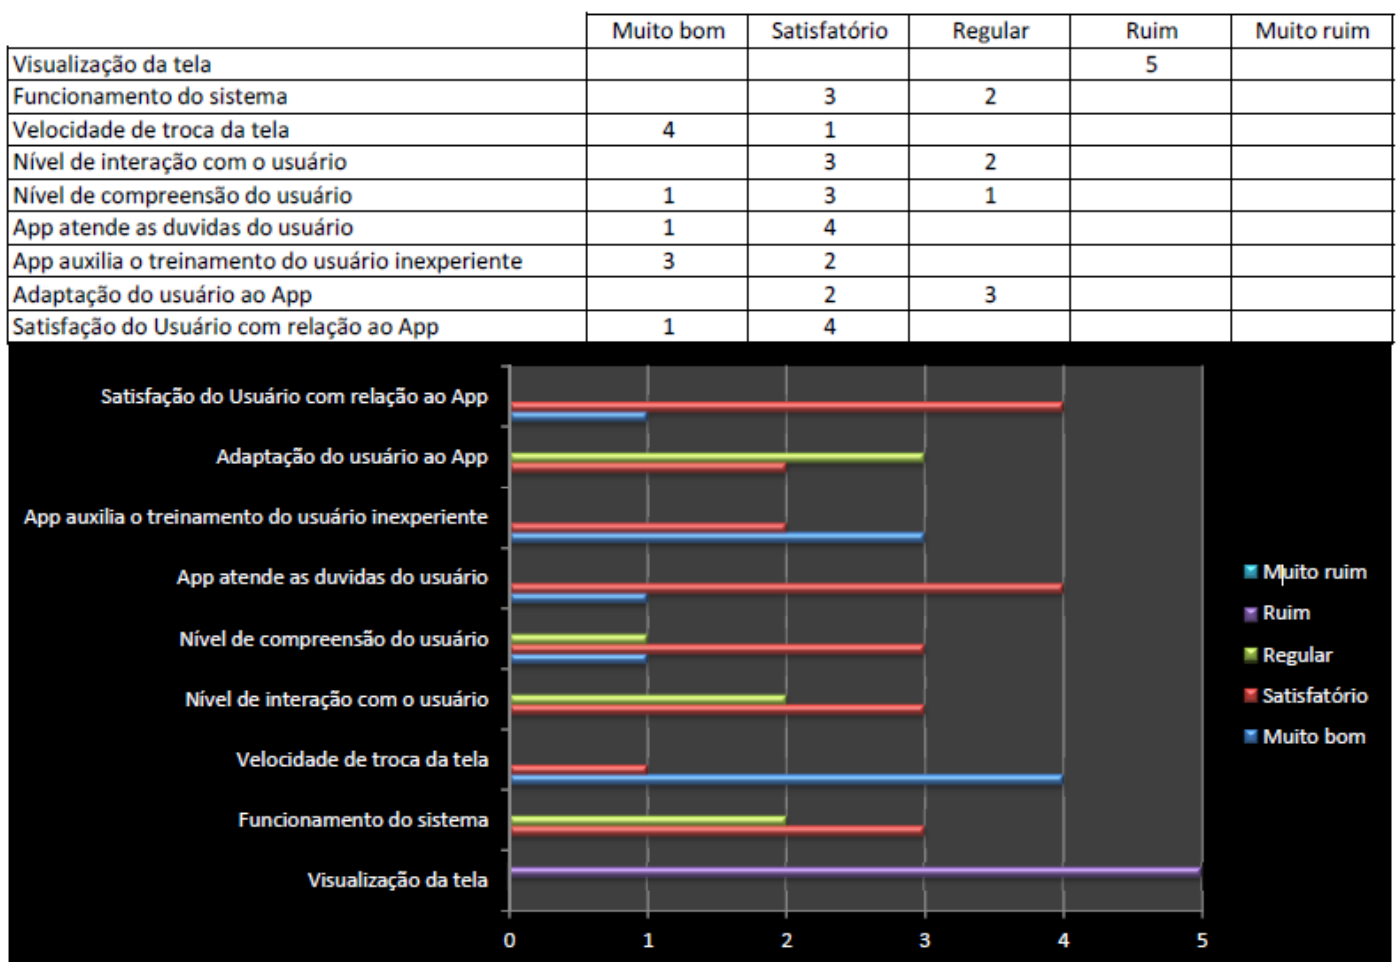 Muito bom Satisfatório Regular Ruim Muito ruim
Visualização da tela 5
Funcionamento do sistema 3 2
Velocidade de troca da tela 4 1
Nível de interação com o usuário 3 2
Nível de compreensão do usuário 1 3 1
App atende as duvidas do usuário 1 4
App auxilia o treinamento do usuário inexperiente 3 2
Adaptação do usuário ao App 2 3
Satisfação do Usuário com relação ao App 1 4
Satisfação do Usuário com relação ao App
Adaptação do usuário ao App
App auxilia o treinamento do usuário inexperiente
App atende as duvidas do usuário
Nível de compreensão do usuário
Nível de interação com o usuário
Velocidade de troca da tela
Funcionamento do sistema
Visualização da tela
0 1 2 3 4 5
Muito ruim
Ruim
Regular
Satisfatório
Muito bom